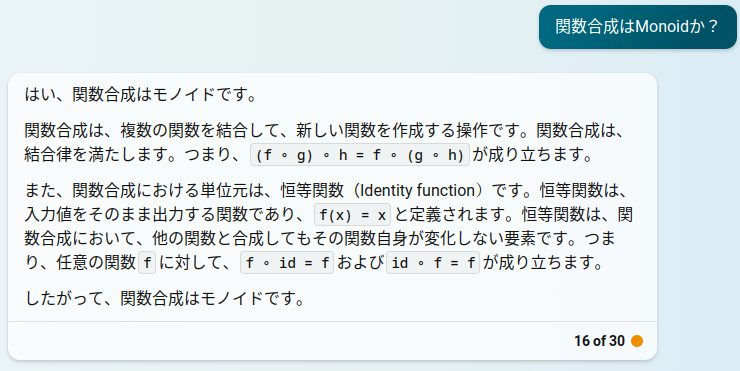 関数合成はMonoidか？
はい、関数合成はモノイドです。
関数合成は、複数の関数を結合して、新しい関数を作成する操作です。関数合成は、
結合律を満たします。つまり、 (f ∘ g) ∘ h = f ∘ (g ∘ h) が成り立ちます。
また、関数合成における単位元は、恒等関数（Identity function）です。恒等関数は、
入力値をそのまま出力する関数であり、 f(x) = x と定義されます。恒等関数は、関
数合成において、他の関数と合成してもその関数自身が変化しない要素です。つま
り、任意の関数 f に対して、 f ∘ id = f および id ∘ f = f が成り立ちます。
したがって、関数合成はモノイドです。
16 of 30